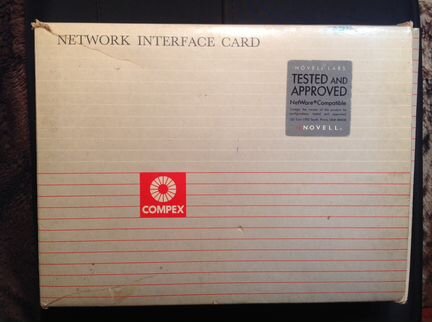 NETWORK INTERFACE CARD
NOVELL LABS
TESTED AND
APPROVED
NetWare® Compatible
NOVELL
COMPEX